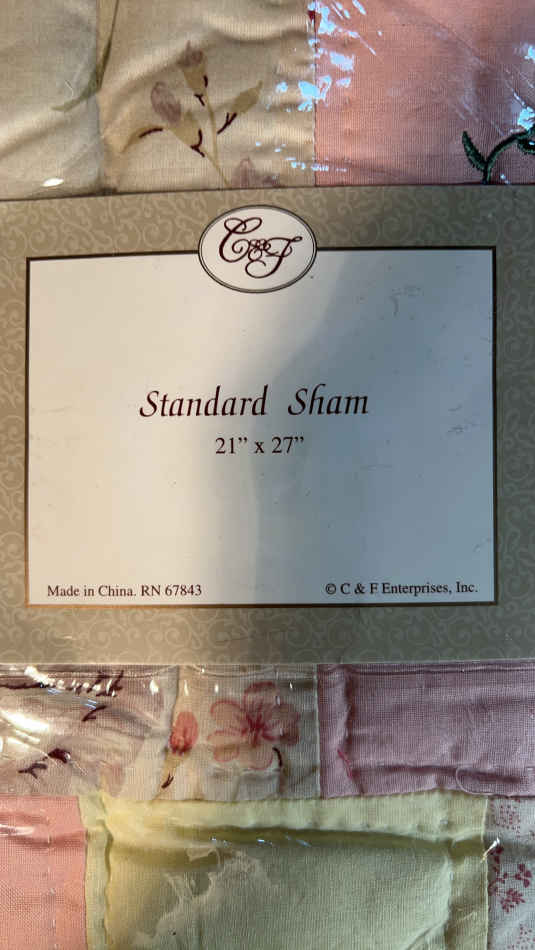 C&F
Standard Sham
21” x 27”
Made in China. RN 67843
© C & F Enterprises, Inc.